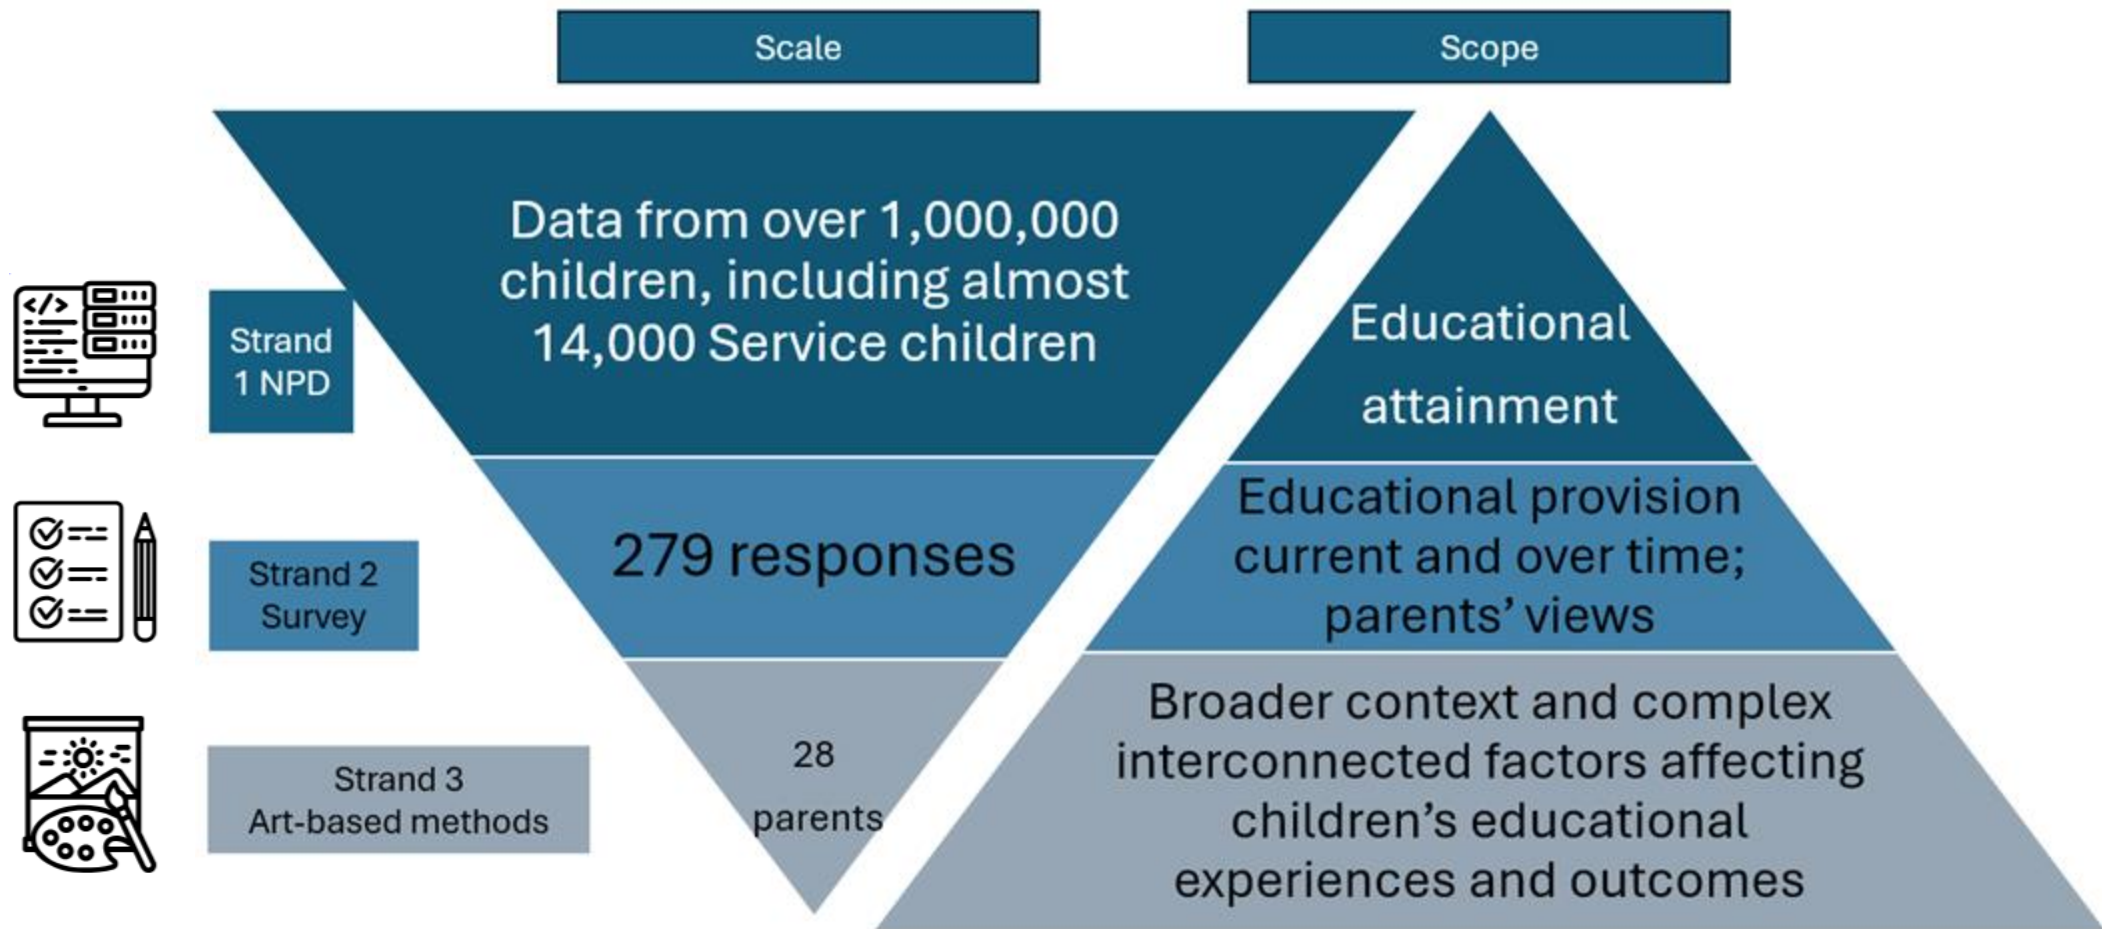 Scale
Scope
Data from over 1,000,000
children, including almost
14,000 Service children
Educational
attainment
Strand
1 NPD
279 responses
Educational provision
current and over time;
parents’ views
Strand 2
Survey
28
parents
Broader context and complex
interconnected factors affecting
children’s educational
experiences and outcomes
Strand 3
Art-based methods